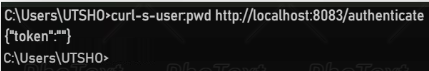 C:\Users\UTSHO>curl-s-user:pwd http://localhost:8083/authenticate
{"token":""}
C:\Users\UTSHO>